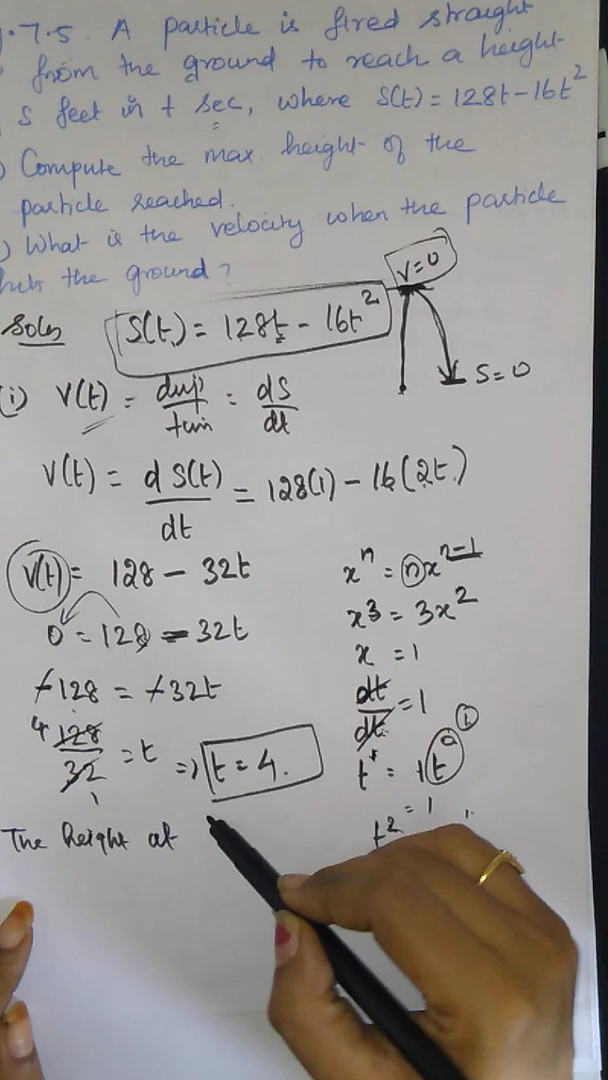 .7.5. A particle is fired straight
from the ground to reach a height
s feet in t sec, where S(t) = 128t - 16t²
) Compute the max. height of the
particle reached.
) What is the velocity when the particle
hits the ground?
V=0
Soln
S(t) = 128t - 16t²
S=0
(i) V(t) = = dS/dt
V(t) = d S(t)/dt = 128(1) - 16(2t)
V(t) = 128 - 32t
0 = 128 - 32t
-128 = -32t
4 128/32 1 = t => t = 4.
xⁿ = nxⁿ⁻¹
x3 = 3x²
x = 1
dt/dt = 1
t² = 1
The height at